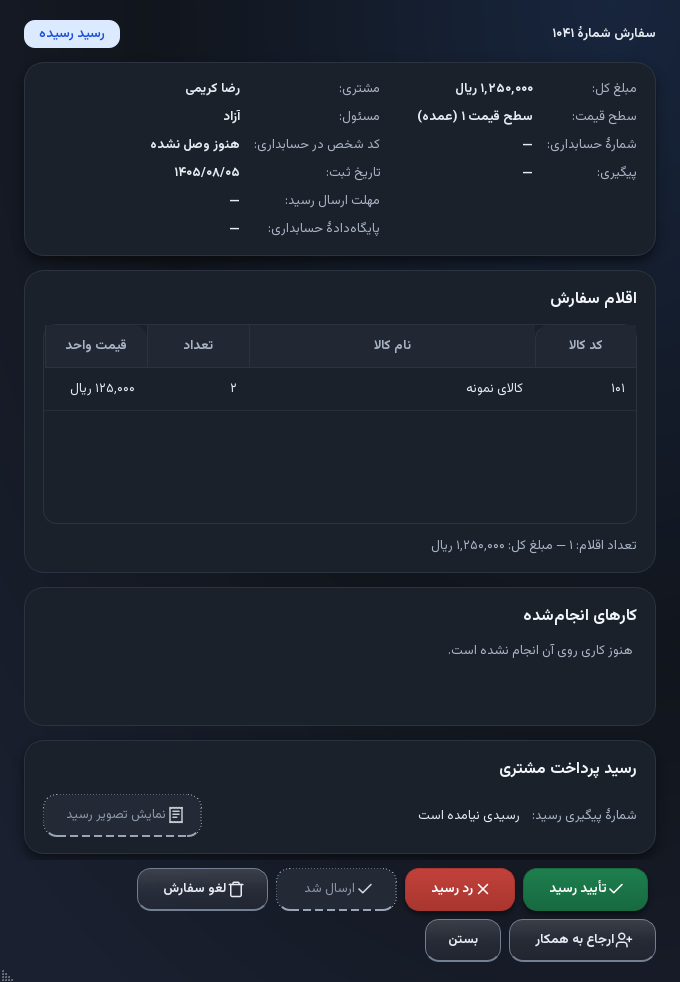 سفارش شمارهٔ ۱۰۴۱
رسید رسیده
مبلغ کل: ۱,۲۵۰,۰۰۰ ریال مشتری: رضا کریمی
سطح قیمت: سطح قیمت ۱ (عمده) مسئول: آزاد
شمارهٔ حسابداری: — کد شخص در حسابداری: هنوز وصل نشده
پیگیری: — تاریخ ثبت: ۱۴۰۵/۰۸/۰۵
مهلت ارسال رسید: —
پایگاه‌دادهٔ حسابداری: —
اقلام سفارش
کد کالا نام کالا تعداد قیمت واحد
۱۰۱ کالای نمونه ۲ ۱۲۵,۰۰۰ ریال
تعداد اقلام: ۱ — مبلغ کل: ۱,۲۵۰,۰۰۰ ریال
کارهای انجام‌شده
هنوز کاری روی آن انجام نشده است.
رسید پرداخت مشتری
شمارهٔ پیگیری رسید: رسیدی نیامده است نمایش تصویر رسید
تأیید رسید رد رسید ارسال شد لغو سفارش
ارجاع به همکار بستن